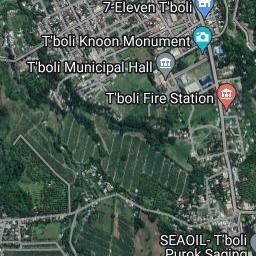 7-Eleven T'boli
T'boli Knoon Monument
T'boli Municipal Hall
T'boli Fire Station
SEAOIL- T'boli
Purok Saging